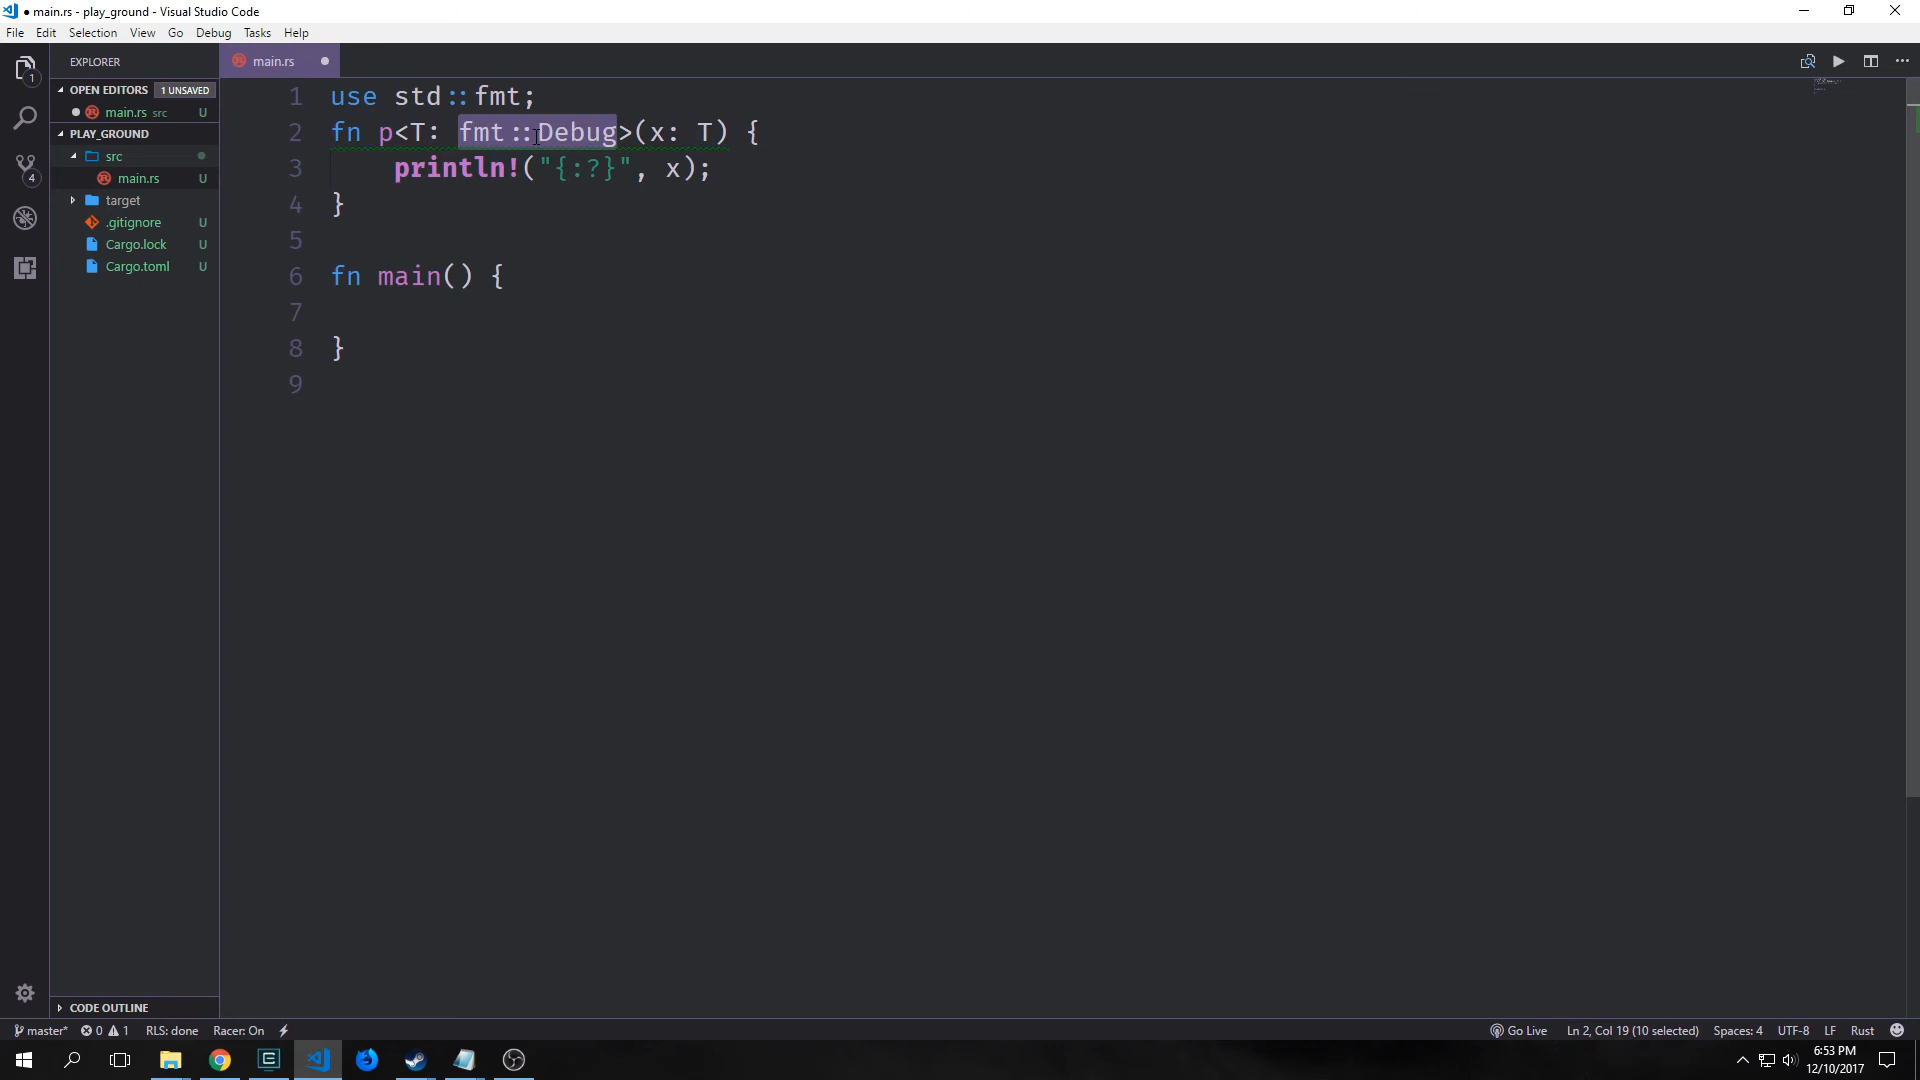 main.rs - play_ground - Visual Studio Code
File Edit Selection View Go Debug Tasks Help
EXPLORER
main.rs
OPEN EDITORS 1 UNSAVED
main.rs src U
PLAY_GROUND
src
main.rs U
target
.gitignore U
Cargo.lock U
Cargo.toml U
1 use std::fmt;
2 fn p<T: fmt::Debug>(x: T) {
3 println!("{:?}", x);
4 }
5
6 fn main() {
7
8 }
9
1
4
CODE OUTLINE
master* 0 1 RLS: done Racer: On Go Live Ln 2, Col 19 (10 selected) Spaces: 4 UTF-8 LF Rust
6:53 PM
12/10/2017